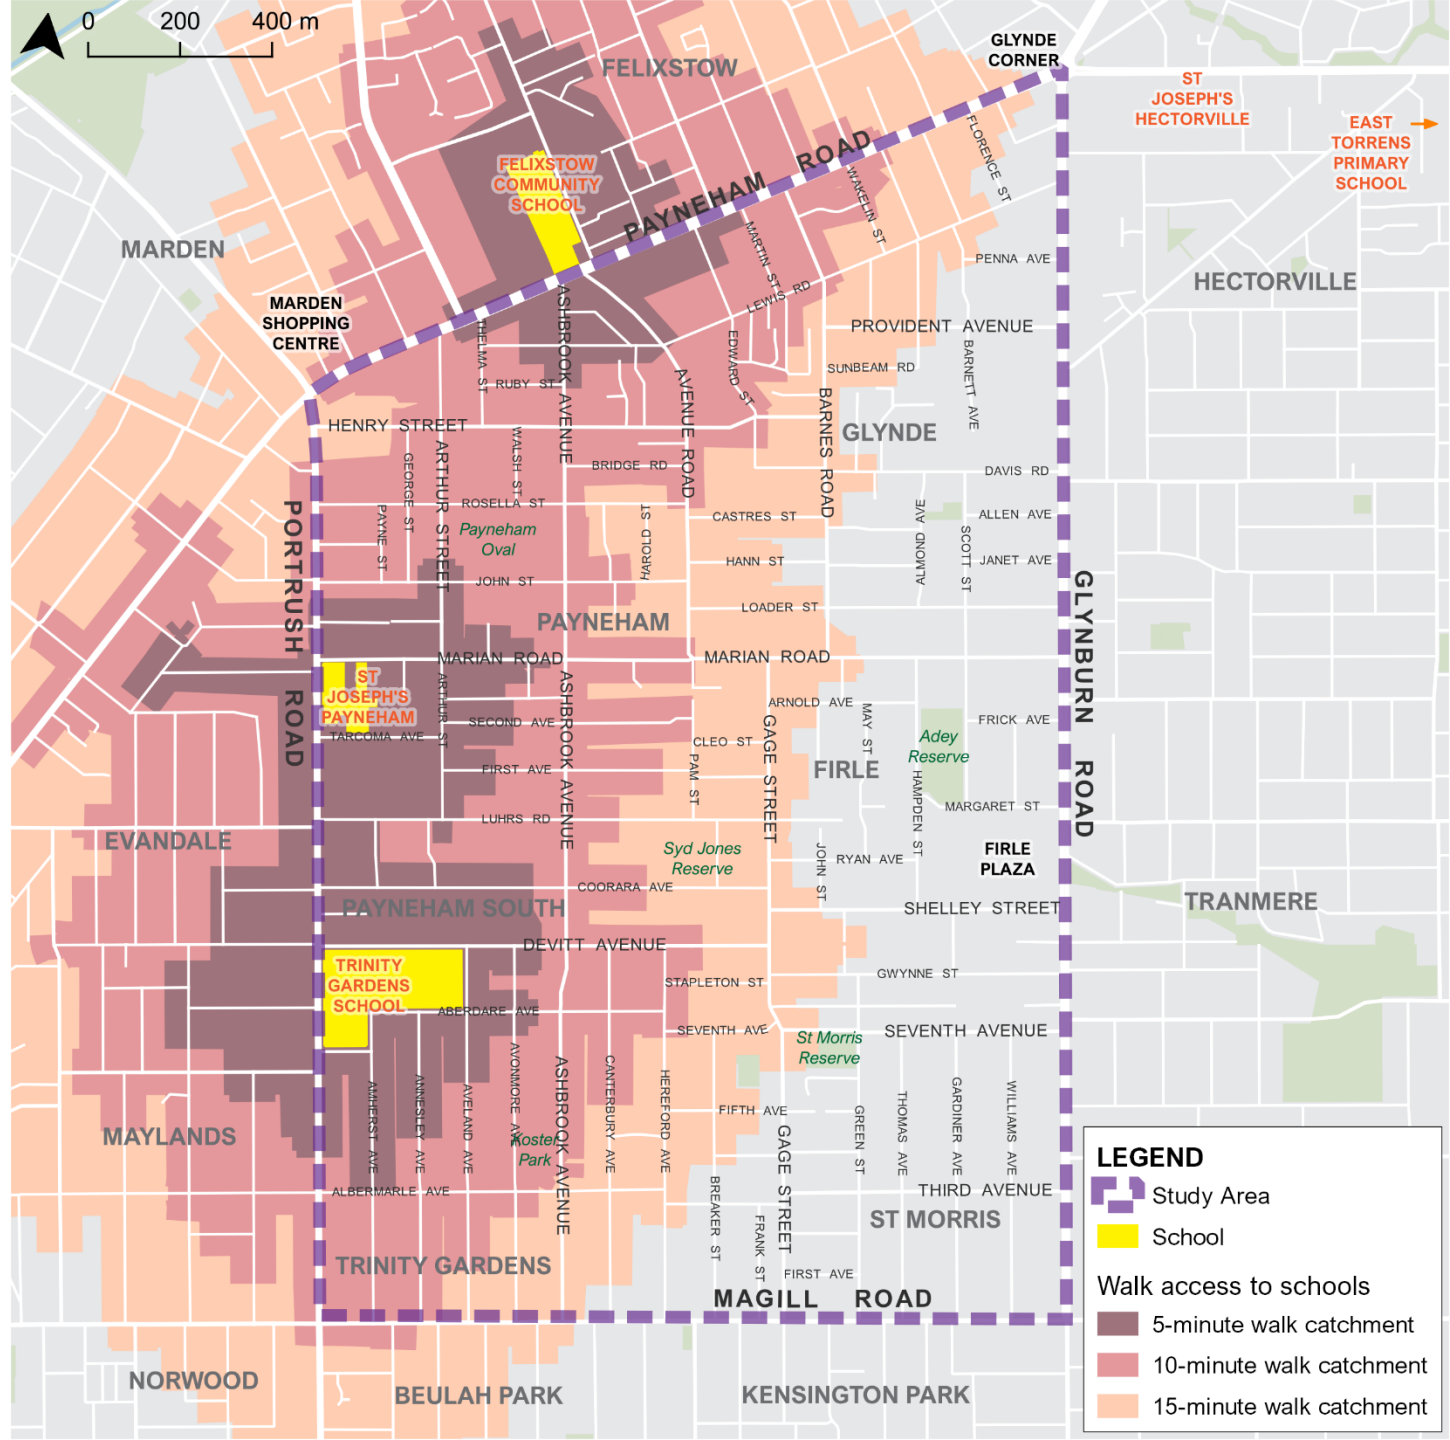 0 200 400 m
GLYNDE
CORNER
FELIXSTOW
ST
JOSEPH'S
HECTORVILLE
EAST
TORRENS
PRIMARY
SCHOOL
FELIXSTOW
COMMUNITY
SCHOOL
PAYNEHAM ROAD
FLORENCE ST
WAKELIN ST
MARTIN ST
LEWIS RD
MARDEN
PENNA AVE
HECTORVILLE
MARDEN
SHOPPING
CENTRE
PROVIDENT AVENUE
THELMA ST
ASHBROOK AVENUE
EDWARD ST
BARNETT AVE
SUNBEAM RD
RUBY ST
AVENUE ROAD
BARNES ROAD
HENRY STREET
GLYNDE
WALSH ST
GEORGE ST
ARTHUR STREET
BRIDGE RD
DAVIS RD
PORTRUSH ROAD
PAYNE ST
ROSELLA ST
HAROLD ST
CASTRES ST
ALMOND AVE
ALLEN AVE
SCOTT ST
Payneham
Oval
HANN ST
JANET AVE
JOHN ST
LOADER ST
GLYNBURN ROAD
PAYNEHAM
MARIAN ROAD
MARIAN ROAD
ST
JOSEPH'S
PAYNEHAM
ARTHUR ST
ASHBROOK AVENUE
ARNOLD AVE
MAY ST
SECOND AVE
FRICK AVE
TARCOMA AVE
CLEO ST
GAGE STREET
Adey
Reserve
FIRST AVE
PAM ST
FIRLE
HAMPDEN ST
MARGARET ST
LUHRS RD
EVANDALE
Syd Jones
Reserve
JOHN ST
RYAN AVE
FIRLE
PLAZA
COORARA AVE
PAYNEHAM SOUTH
SHELLEY STREET
TRANMERE
DEVITT AVENUE
TRINITY
GARDENS
SCHOOL
STAPLETON ST
GWYNNE ST
ABERDARE AVE
SEVENTH AVE
SEVENTH AVENUE
St Morris
Reserve
AMHERST AVE
ANNESLEY AVE
AVELAND AVE
AVONMORE AVE
ASHBROOK AVENUE
CANTERBURY AVE
HEREFORD AVE
FIFTH AVE
GREEN ST
THOMAS AVE
GARDINER AVE
WILLIAMS AVE
MAYLANDS
Koster
Park
GAGE STREET
ALBERMARLE AVE
BREAKER ST
THIRD AVENUE
FRANK ST
ST MORRIS
TRINITY GARDENS
FIRST AVE
MAGILL ROAD
NORWOOD
BEULAH PARK
KENSINGTON PARK
LEGEND
Study Area
School
Walk access to schools
5-minute walk catchment
10-minute walk catchment
15-minute walk catchment